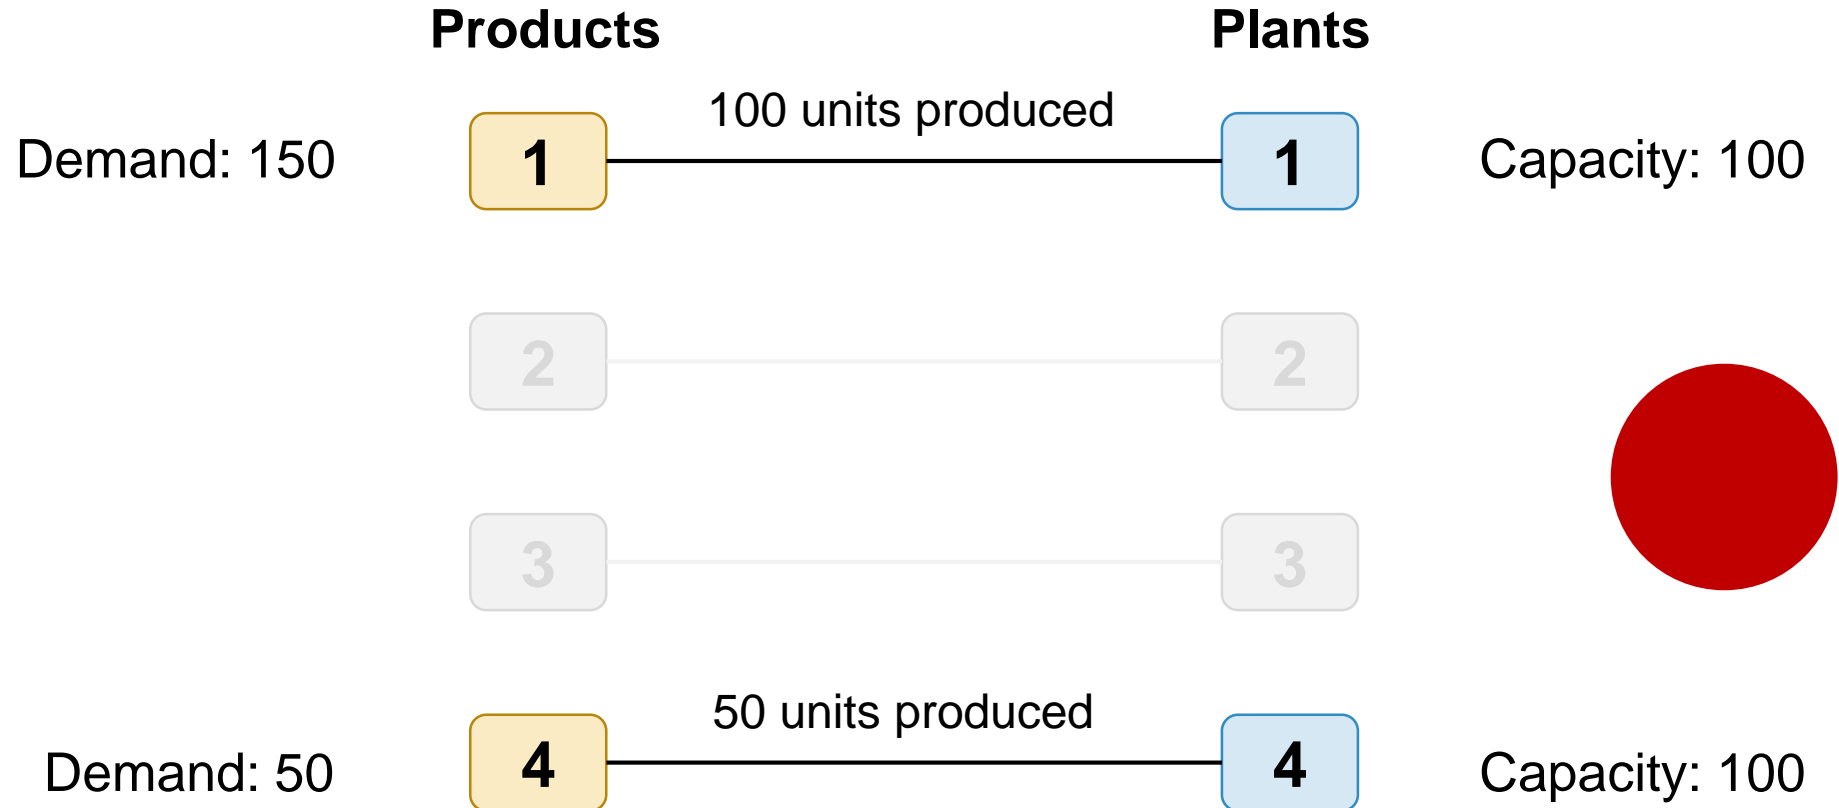 Products Plants
100 units produced
Demand: 150 1 1 Capacity: 100
2 2
3 3
50 units produced
Demand: 50 4 4 Capacity: 100